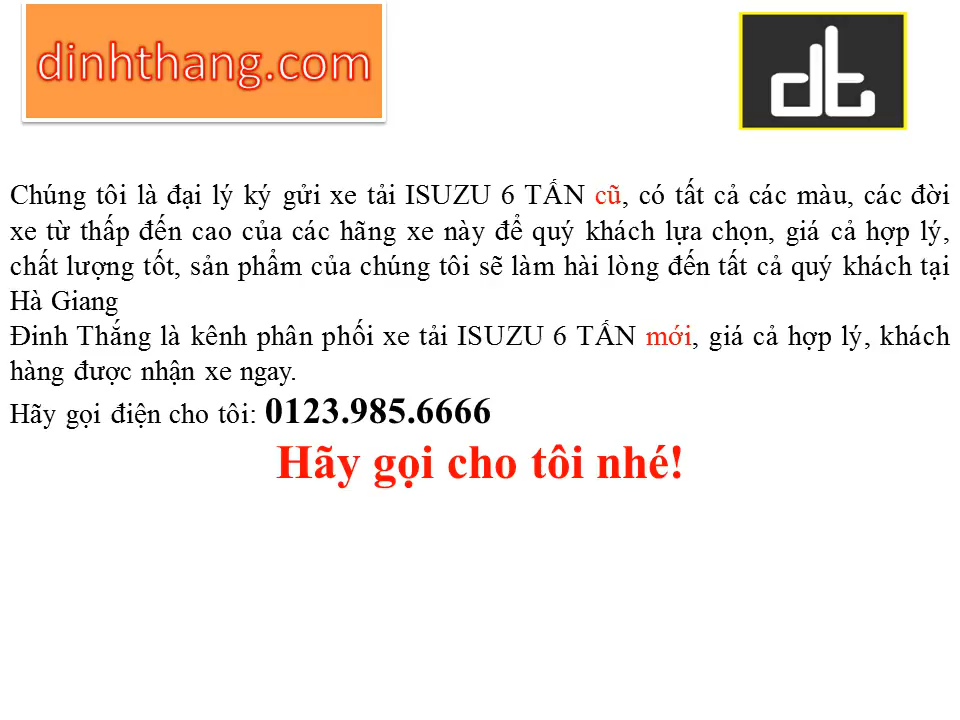 dinhthang.com
dt
Chúng tôi là đại lý ký gửi xe tải ISUZU 6 TẤN cũ, có tất cả các màu, các đời
xe từ thấp đến cao của các hãng xe này để quý khách lựa chọn, giá cả hợp lý,
chất lượng tốt, sản phẩm của chúng tôi sẽ làm hài lòng đến tất cả quý khách tại
Hà Giang
Đinh Thắng là kênh phân phối xe tải ISUZU 6 TẤN mới, giá cả hợp lý, khách
hàng được nhận xe ngay.
Hãy gọi điện cho tôi: 0123.985.6666
Hãy gọi cho tôi nhé!